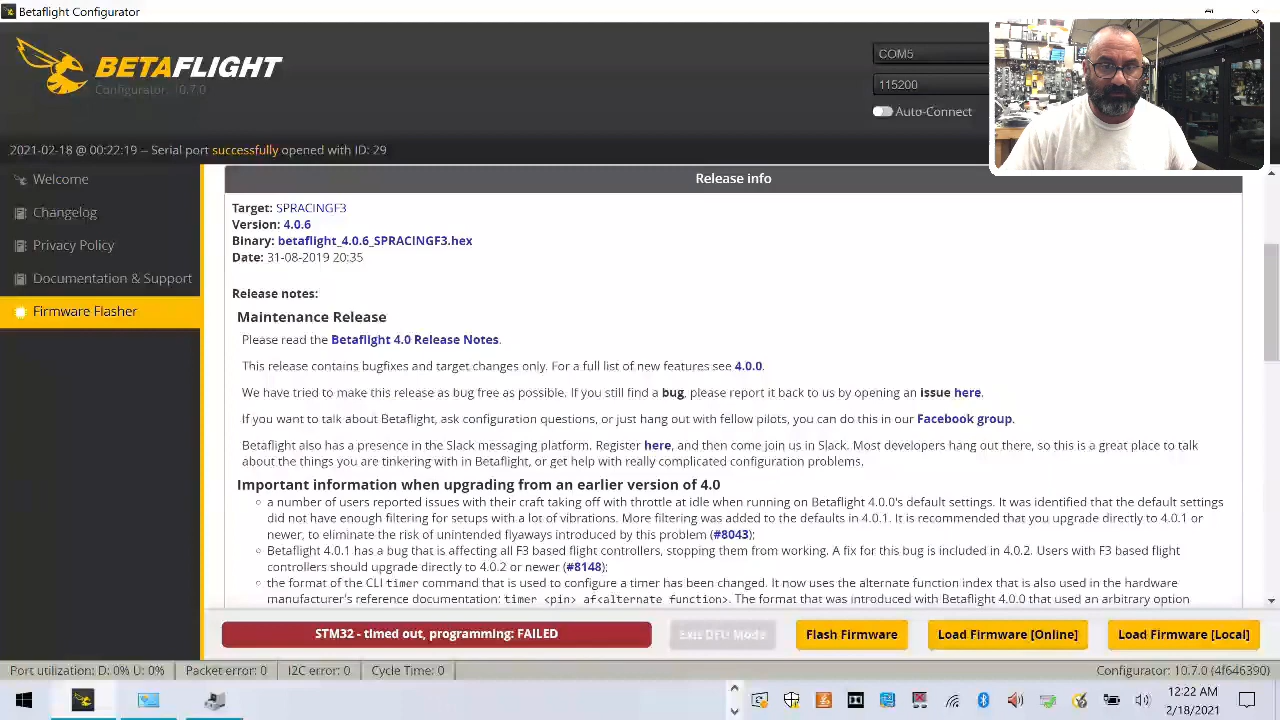 Betaflight Configurator
BETAFLIGHT
Configurator: 10.7.0
COM5
115200
Auto-Connect
2021-02-18 @ 00:22:19 -- Serial port successfully opened with ID: 29
Welcome
Changelog
Privacy Policy
Documentation & Support
Firmware Flasher
Release info
Target: SPRACINGF3
Version: 4.0.6
Binary: betaflight_4.0.6_SPRACINGF3.hex
Date: 31-08-2019 20:35
Release notes:
Maintenance Release
Please read the Betaflight 4.0 Release Notes.
This release contains bugfixes and target changes only. For a full list of new features see 4.0.0.
We have tried to make this release as bug free as possible. If you still find a bug, please report it back to us by opening an issue here.
If you want to talk about Betaflight, ask configuration questions, or just hang out with fellow pilots, you can do this in our Facebook group.
Betaflight also has a presence in the Slack messaging platform. Register here, and then come join us in Slack. Most developers hang out there, so this is a great place to talk
about the things you are tinkering with in Betaflight, or get help with really complicated configuration problems.
Important information when upgrading from an earlier version of 4.0
a number of users reported issues with their craft taking off with throttle at idle when running on Betaflight 4.0.0's default settings. It was identified that the default settings
did not have enough filtering for setups with a lot of vibrations. More filtering was added to the defaults in 4.0.1. It is recommended that you upgrade directly to 4.0.1 or
newer, to eliminate the risk of unintended flyaways introduced by this problem (#8043);
Betaflight 4.0.1 has a bug that is affecting all F3 based flight controllers, stopping them from working. A fix for this bug is included in 4.0.2. Users with F3 based flight
controllers should upgrade directly to 4.0.2 or newer (#8148);
the format of the CLI timer command that is used to configure a timer has been changed. It now uses the alternate function index that is also used in the hardware
manufacturer's reference documentation: timer <pin> af<alternate function>. The format that was introduced with Betaflight 4.0.0 that used an arbitrary option
STM32 - timed out, programming: FAILED
Exit DFU Mode
Flash Firmware
Load Firmware [Online]
Load Firmware [Local]
Port utilization: D: 0% U: 0%
Packet error: 0
I2C error: 0
Cycle Time: 0
Configurator: 10.7.0 (4f646390)
12:22 AM
2/18/2021